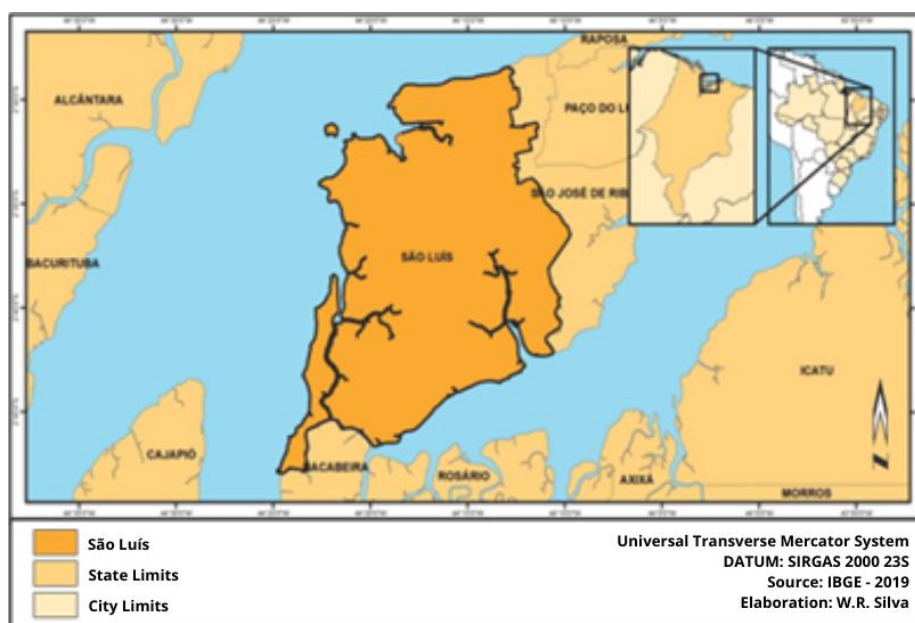 RAPOSA
ALCÂNTARA
PAÇO DO
SÃO JOSÉ DE RIB
SÃO LUÍS
BACURITUBA
ICATU
CAJAPIÓ
BACABEIRA
ROSÁRIO
AXIXÁ
MORROS
São Luís
State Limits
City Limits
Universal Transverse Mercator System
DATUM: SIRGAS 2000 23S
Source: IBGE - 2019
Elaboration: W.R. Silva